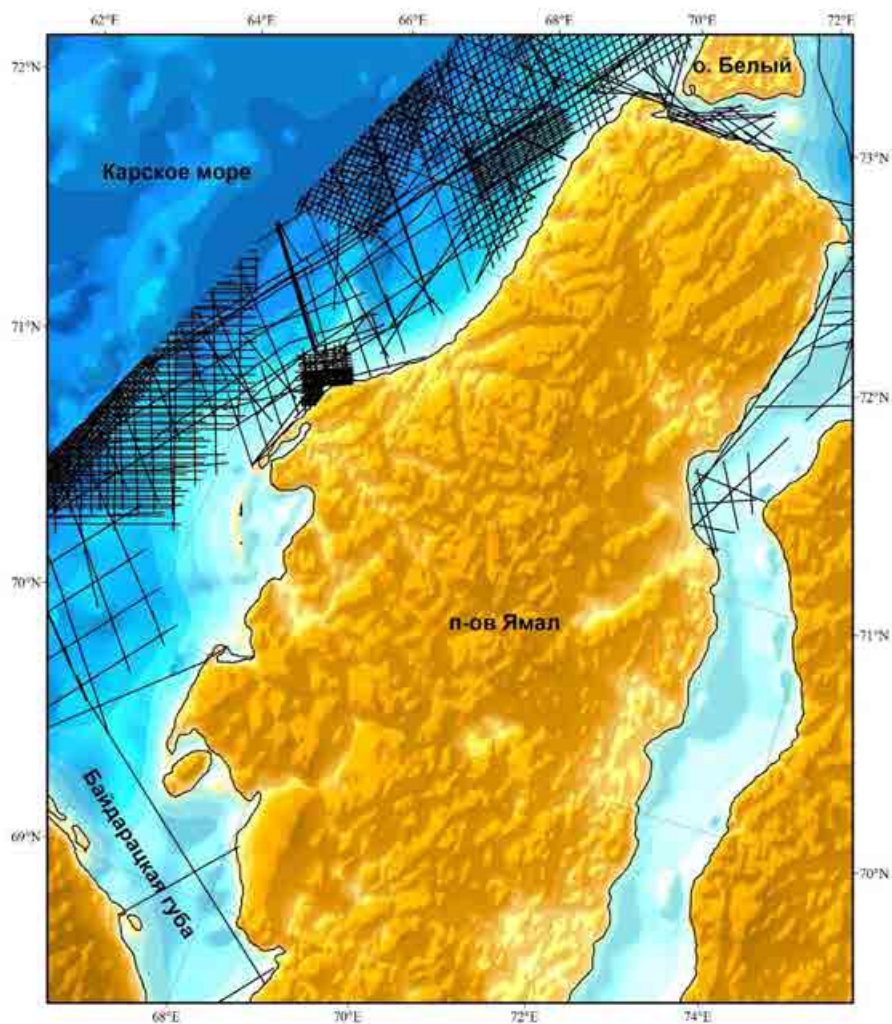 62°E 64°E 66°E 68°E 70°E 72°E
72°N
о. Белый
73°N
Карское море
71°N
72°N
70°N
п-ов Ямал
71°N
Байдарацкая губа
69°N
70°N
68°E 70°E 72°E 74°E